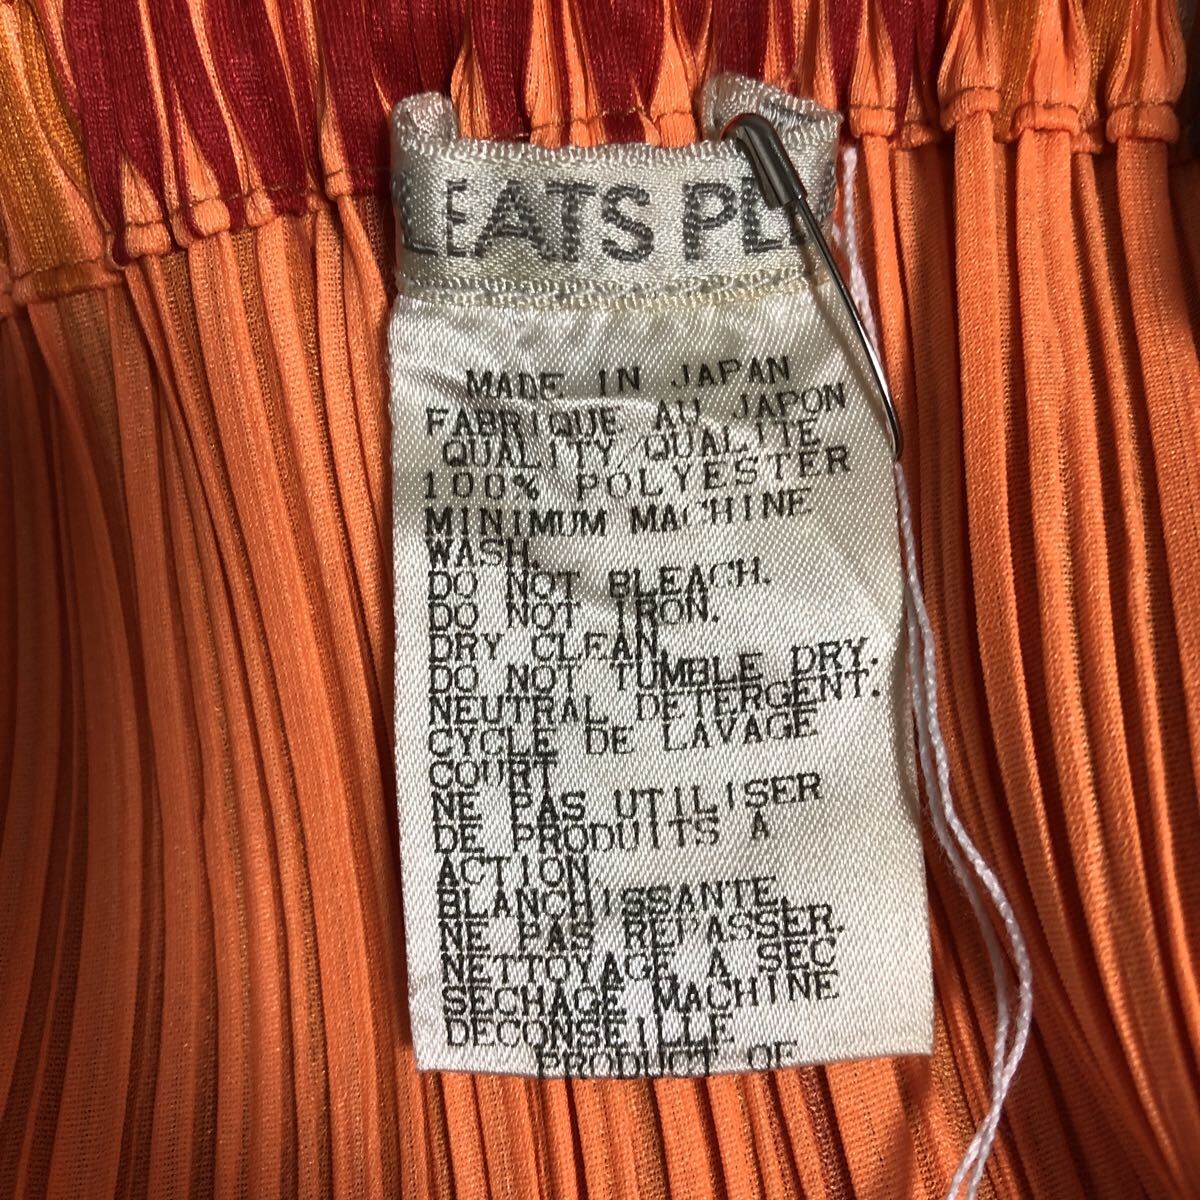 LEATS PL
MADE IN JAPAN
FABRIQUE AU JAPON
QUALITY/QUALITE
100% POLYESTER
MINIMUM MACHINE
WASH.
DO NOT BLEACH.
DO NOT IRON.
DRY CLEAN
DO NOT TUMBLE DRY.
NEUTRAL DETERGENT.
CYCLE DE LAVAGE
COURT
NE PAS UTILISER
DE PRODUITS A
ACTION
BLANCHISSANTE.
NE PAS REPASSER.
NETTOYAGE A SEC
SECHAGE MACHINE
DECONSEILLE
PRODUCT OF